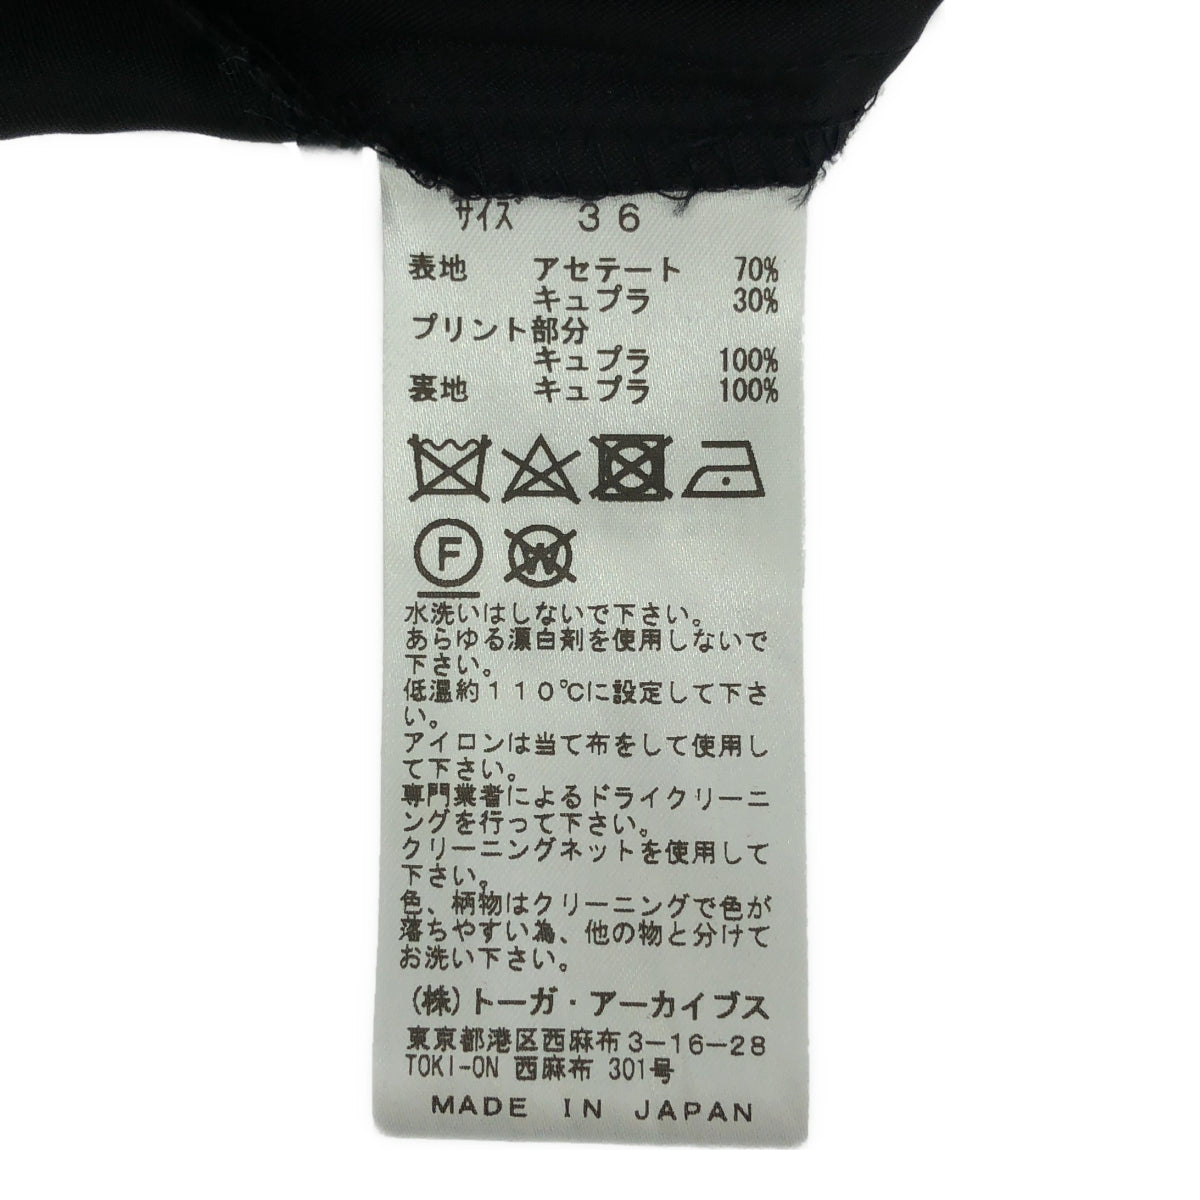 サイズ 36
表地 アセテート 70%
キュプラ 30%
プリント部分
キュプラ 100%
裏地 キュプラ 100%
F W
水洗いはしないで下さい。
あらゆる漂白剤を使用しないで
下さい。
低温約110℃に設定して下さ
い。
アイロンは当て布をして使用し
て下さい。
専門業者によるドライクリーニ
ングを行って下さい。
クリーニングネットを使用して
下さい。
色、柄物はクリーニングで色が
落ちやすい為、他の物と分けて
お洗い下さい。
(株)トーガ・アーカイブス
東京都港区西麻布3-16-28
TOKI-ON 西麻布 301号
MADE IN JAPAN